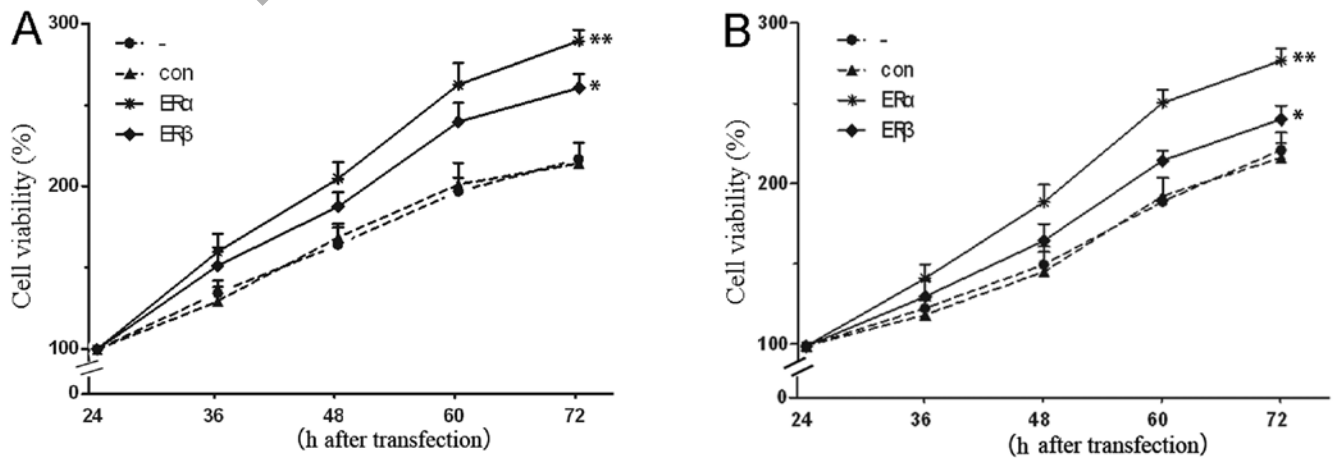 A
300
200
100
0
Cell viability (%)
-
con
ERα
ERβ
**
*
24 36 48 60 72
(h after transfection)
B
300
200
100
0
Cell viability (%)
-
con
ERα
ERβ
**
*
24 36 48 60 72
(h after transfection)